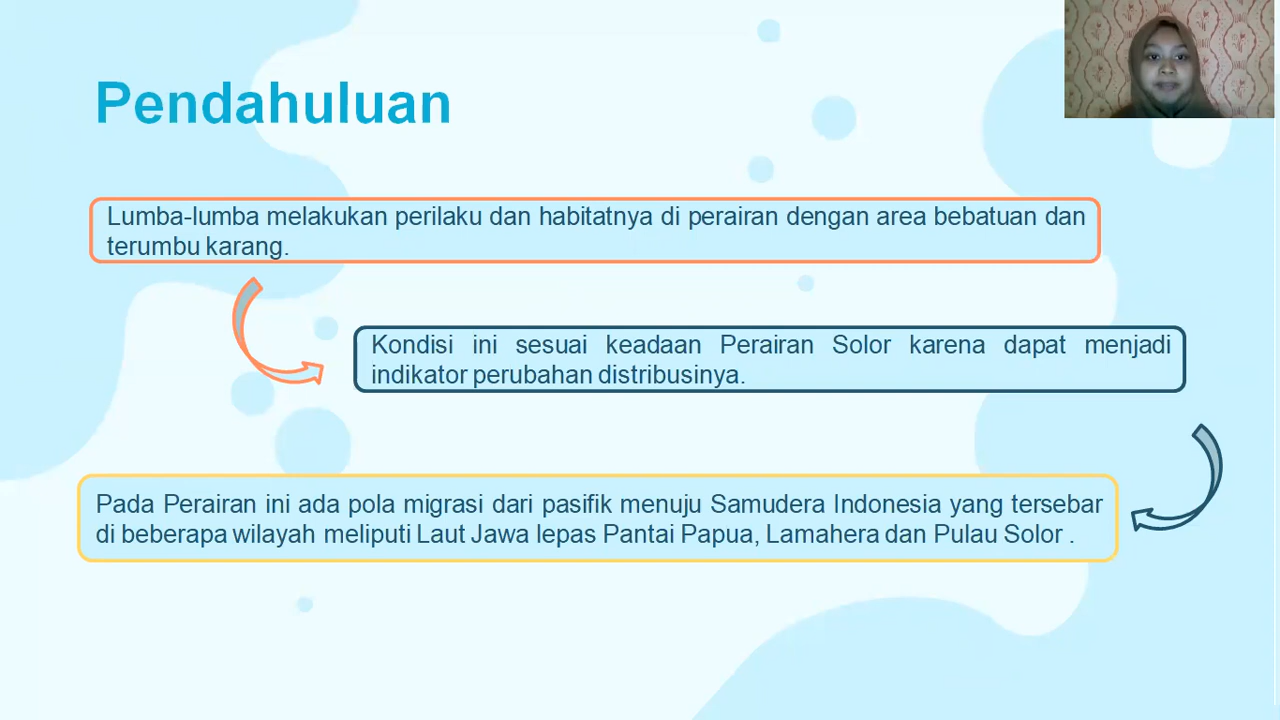 Pendahuluan
Lumba-lumba melakukan perilaku dan habitatnya di perairan dengan area bebatuan dan
terumbu karang.
Kondisi ini sesuai keadaan Perairan Solor karena dapat menjadi
indikator perubahan distribusinya.
Pada Perairan ini ada pola migrasi dari pasifik menuju Samudera Indonesia yang tersebar
di beberapa wilayah meliputi Laut Jawa lepas Pantai Papua, Lamahera dan Pulau Solor .